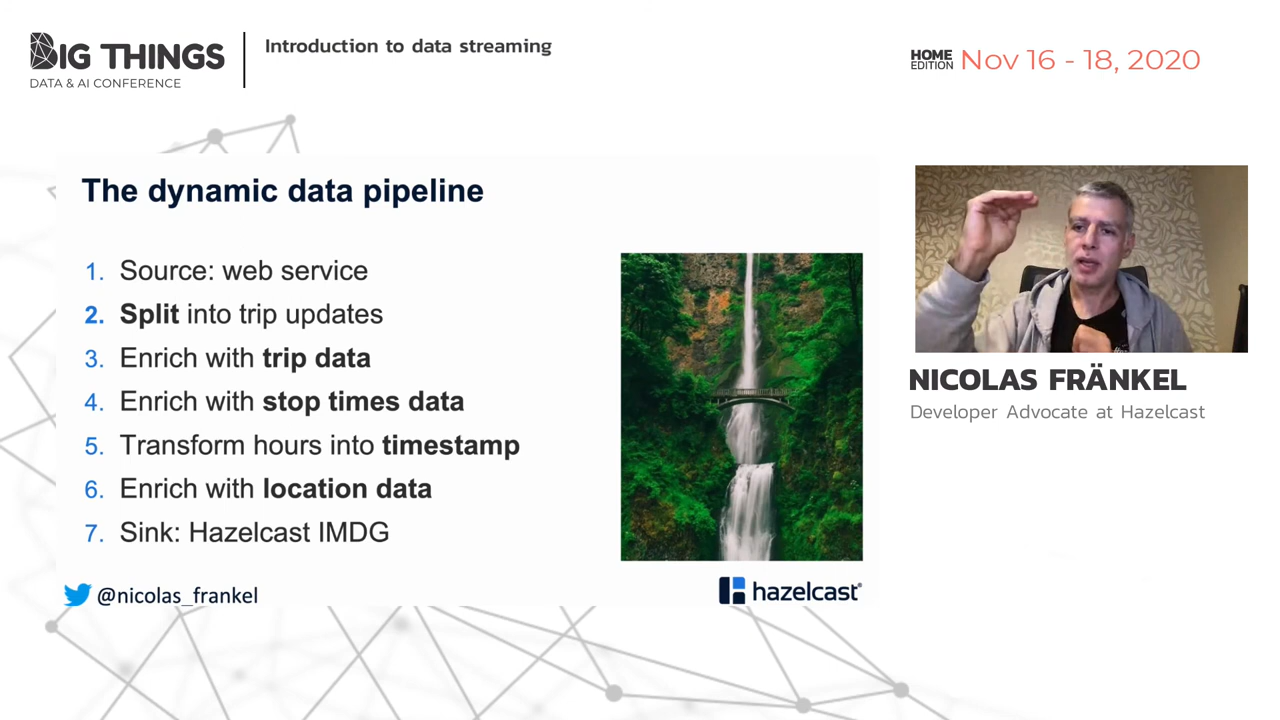 BIG THINGS
DATA & AI CONFERENCE
Introduction to data streaming
HOME
EDITION
Nov 16 - 18, 2020
The dynamic data pipeline
1. Source: web service
2. Split into trip updates
3. Enrich with trip data
4. Enrich with stop times data
5. Transform hours into timestamp
6. Enrich with location data
7. Sink: Hazelcast IMDG
@nicolas_frankel
hazelcast
NICOLAS FRÄNKEL
Developer Advocate at Hazelcast